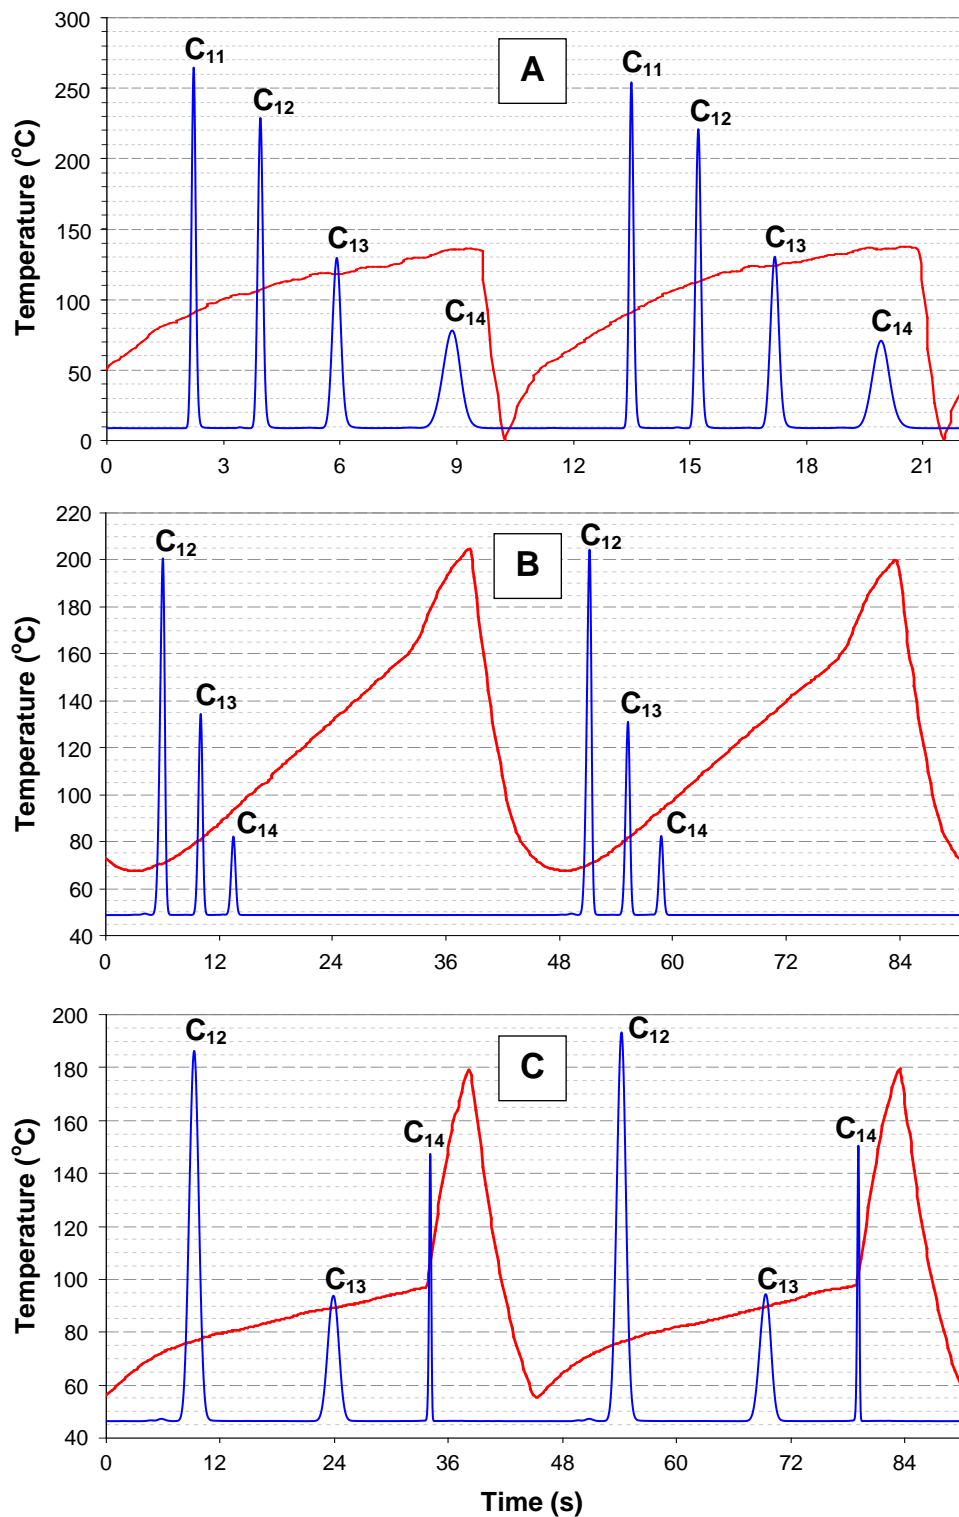 300
250
200
150
100
50
0
Temperature (°C)
A
C₁₁
C₁₂
C₁₃
C₁₄
C₁₁
C₁₂
C₁₃
C₁₄
0 3 6 9 12 15 18 21
220
200
180
160
140
120
100
80
60
40
Temperature (°C)
B
C₁₂
C₁₃
C₁₄
C₁₂
C₁₃
C₁₄
0 12 24 36 48 60 72 84
200
180
160
140
120
100
80
60
40
Temperature (°C)
C
C₁₂
C₁₃
C₁₄
C₁₂
C₁₃
C₁₄
0 12 24 36 48 60 72 84
Time (s)